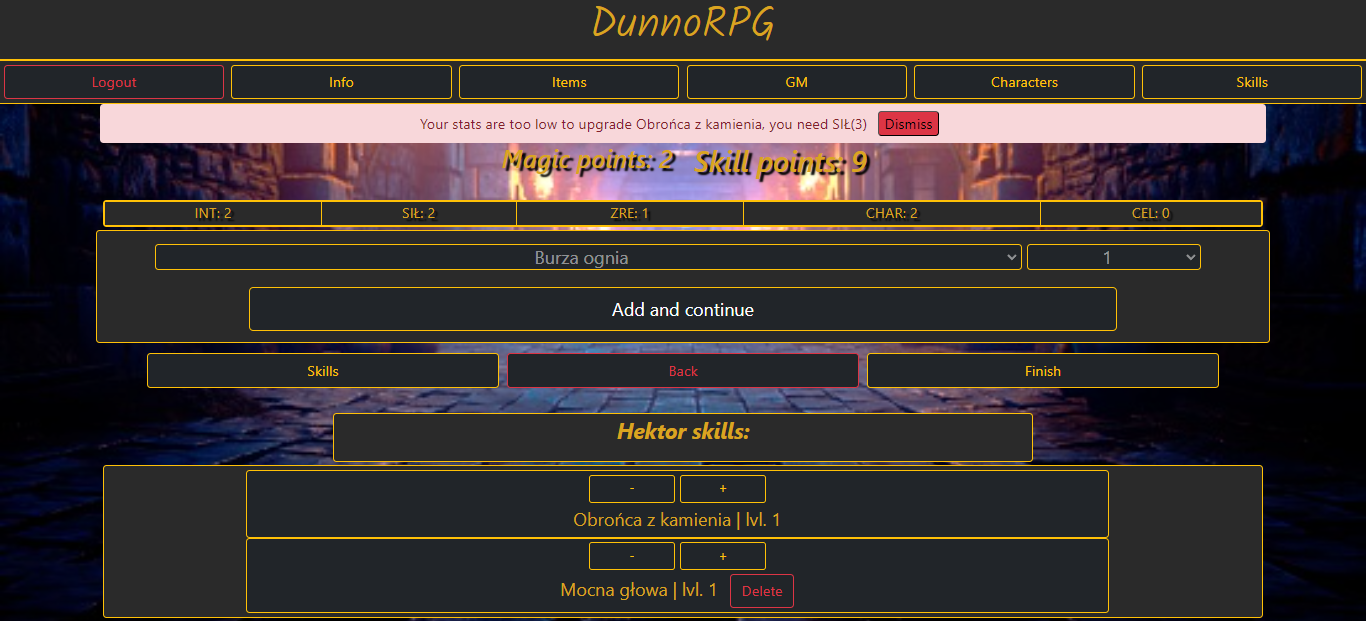 DunnoRPG
Logout Info Items GM Characters Skills
Your stats are too low to upgrade Obrońca z kamienia, you need SIŁ(3) Dismiss
Magic points: 2 Skill points: 9
INT: 2 SIŁ: 2 ZRE: 1 CHAR: 2 CEL: 0
Burza ognia 1
Add and continue
Skills Back Finish
Hektor skills:
- +
Obrońca z kamienia | lvl. 1
- +
Mocna głowa | lvl. 1 Delete